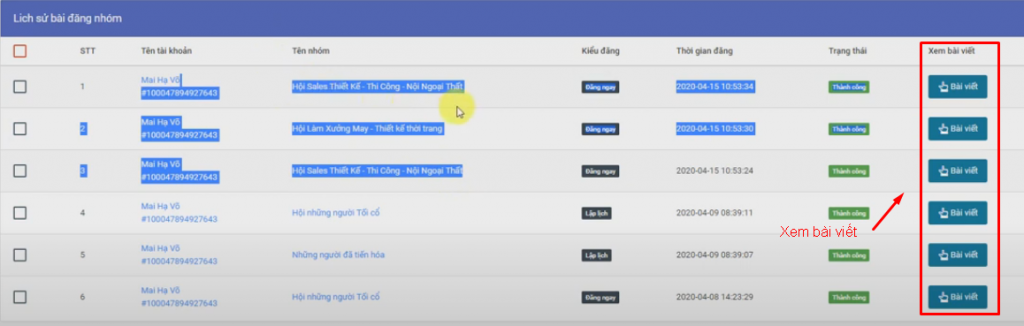 Lich sử bài đăng nhóm
STT Tên tài khoản Tên nhóm Kiểu đăng Thời gian đăng Trạng thái Xem bài viết
1 Mai Hạ Võ #100047894927643 Hội Sales Thiết Kế - Thi Công - Nội Ngoại Thất Đăng ngay 2020-04-15 10:53:34 Thành công Bài viết
2 Mai Hạ Võ #100047894927643 Hội Làm Xưởng May - Thiết kế thời trang Đăng ngay 2020-04-15 10:53:30 Thành công Bài viết
3 Mai Hạ Võ #100047894927643 Hội Sales Thiết Kế - Thi Công - Nội Ngoại Thất Đăng ngay 2020-04-15 10:53:24 Thành công Bài viết
4 Mai Hạ Võ #100047894927643 Hội những người Tối cổ Lập lịch 2020-04-09 08:39:11 Thành công Bài viết
Xem bài viết
5 Mai Hạ Võ #100047894927643 Những người đã tiến hóa Lập lịch 2020-04-09 08:39:07 Thành công Bài viết
6 Mai Hạ Võ #100047894927643 Hội những người Tối cổ Đăng ngay 2020-04-08 14:23:29 Thành công Bài viết